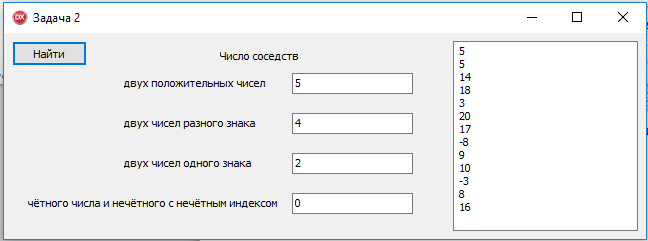 DX Задача 2
Найти
Число соседств
двух положительных чисел 5
двух чисел разного знака 4
двух чисел одного знака 2
чётного числа и нечётного с нечётным индексом 0
5
5
14
18
3
20
17
-8
9
10
-3
8
16